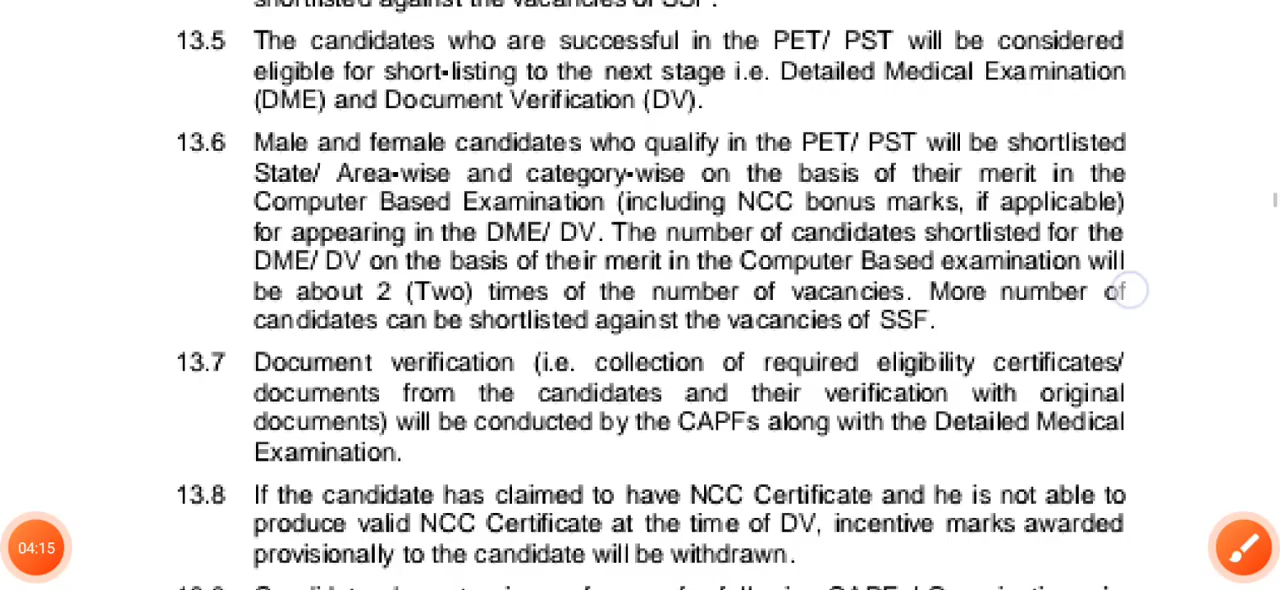 shortlisted against the vacancies of SSF.
13.5 The candidates who are successful in the PET/ PST will be considered
eligible for short-listing to the next stage i.e. Detailed Medical Examination
(DME) and Document Verification (DV).
13.6 Male and female candidates who qualify in the PET/ PST will be shortlisted
State/ Area-wise and category-wise on the basis of their merit in the
Computer Based Examination (including NCC bonus marks, if applicable)
for appearing in the DME/ DV. The number of candidates shortlisted for the
DME/ DV on the basis of their merit in the Computer Based examination will
be about 2 (Two) times of the number of vacancies. More number of
candidates can be shortlisted against the vacancies of SSF.
13.7 Document verification (i.e. collection of required eligibility certificates/
documents from the candidates and their verification with original
documents) will be conducted by the CAPFs along with the Detailed Medical
Examination.
13.8 If the candidate has claimed to have NCC Certificate and he is not able to
produce valid NCC Certificate at the time of DV, incentive marks awarded
provisionally to the candidate will be withdrawn.
04:15